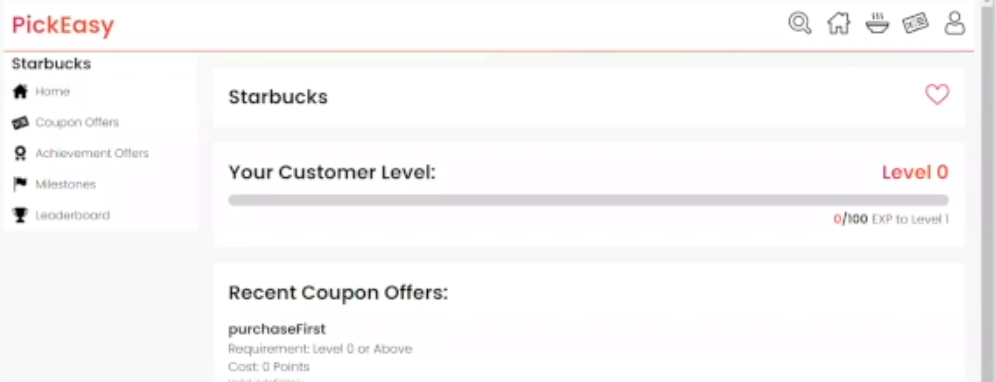 PickEasy
Starbucks
Home
Coupon Offers
Achievement Offers
Milestones
Leaderboard
Starbucks
Your Customer Level:
Level 0
0/100 EXP to Level 1
Recent Coupon Offers:
purchaseFirst
Requirement: Level 0 or Above
Cost: 0 Points